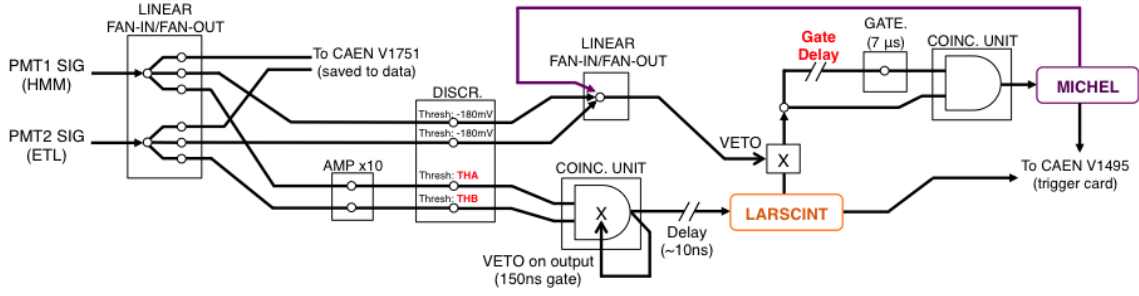 LINEAR
FAN-IN/FAN-OUT
PMT1 SIG
(HMM)
PMT2 SIG
(ETL)
To CAEN V1751
(saved to data)
AMP x10
DISCR.
Thresh: -180mV
Thresh: -180mV
Thresh: THA
Thresh: THB
LINEAR
FAN-IN/FAN-OUT
COINC. UNIT
X
VETO on output
(150ns gate)
Delay
(~10ns)
VETO
X
LARSCINT
Gate
Delay
GATE.
(7 µs)
COINC. UNIT
MICHEL
To CAEN V1495
(trigger card)